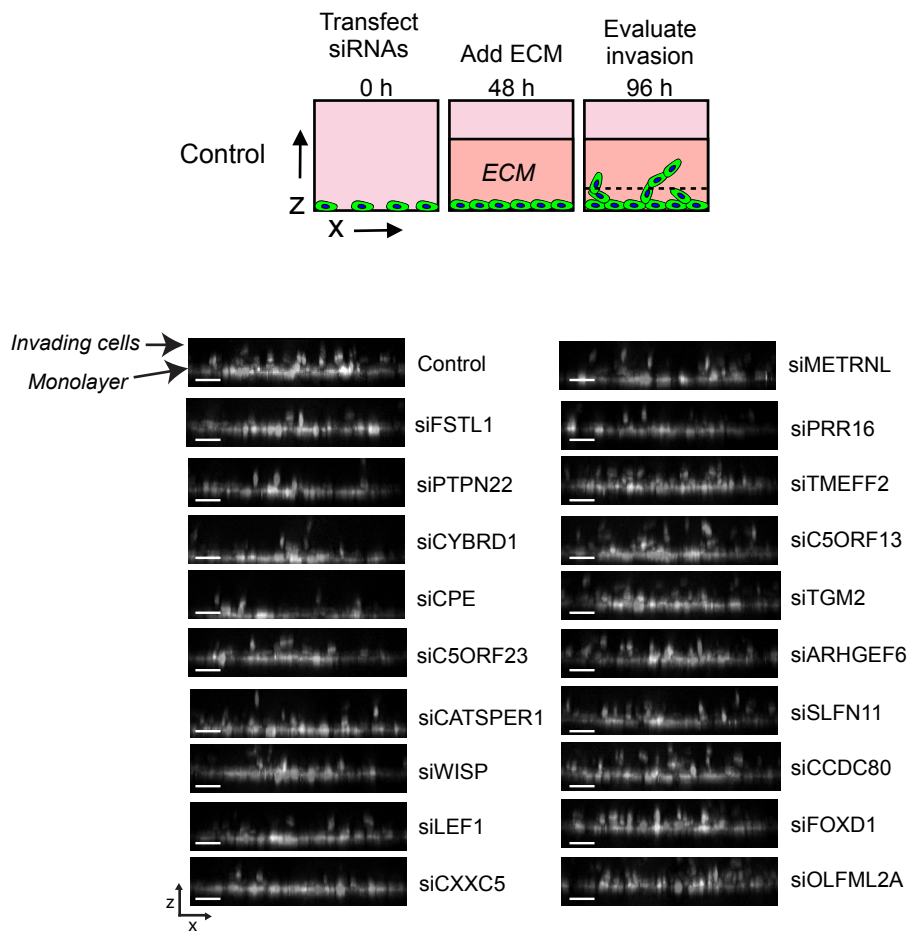 Transfect
siRNAs
0 h
Add ECM
48 h
Evaluate
invasion
96 h
Control
ECM
Z
X
Invading cells
Monolayer
Control
siFSTL1
siPTPN22
siCYBRD1
siCPE
siC5ORF23
siCATSPER1
siWISP
siLEF1
siCXXC5
siMETRNL
siPRR16
siTMEFF2
siC5ORF13
siTGM2
siARHGEF6
siSLFN11
siCCDC80
siFOXD1
siOLFML2A
z
x